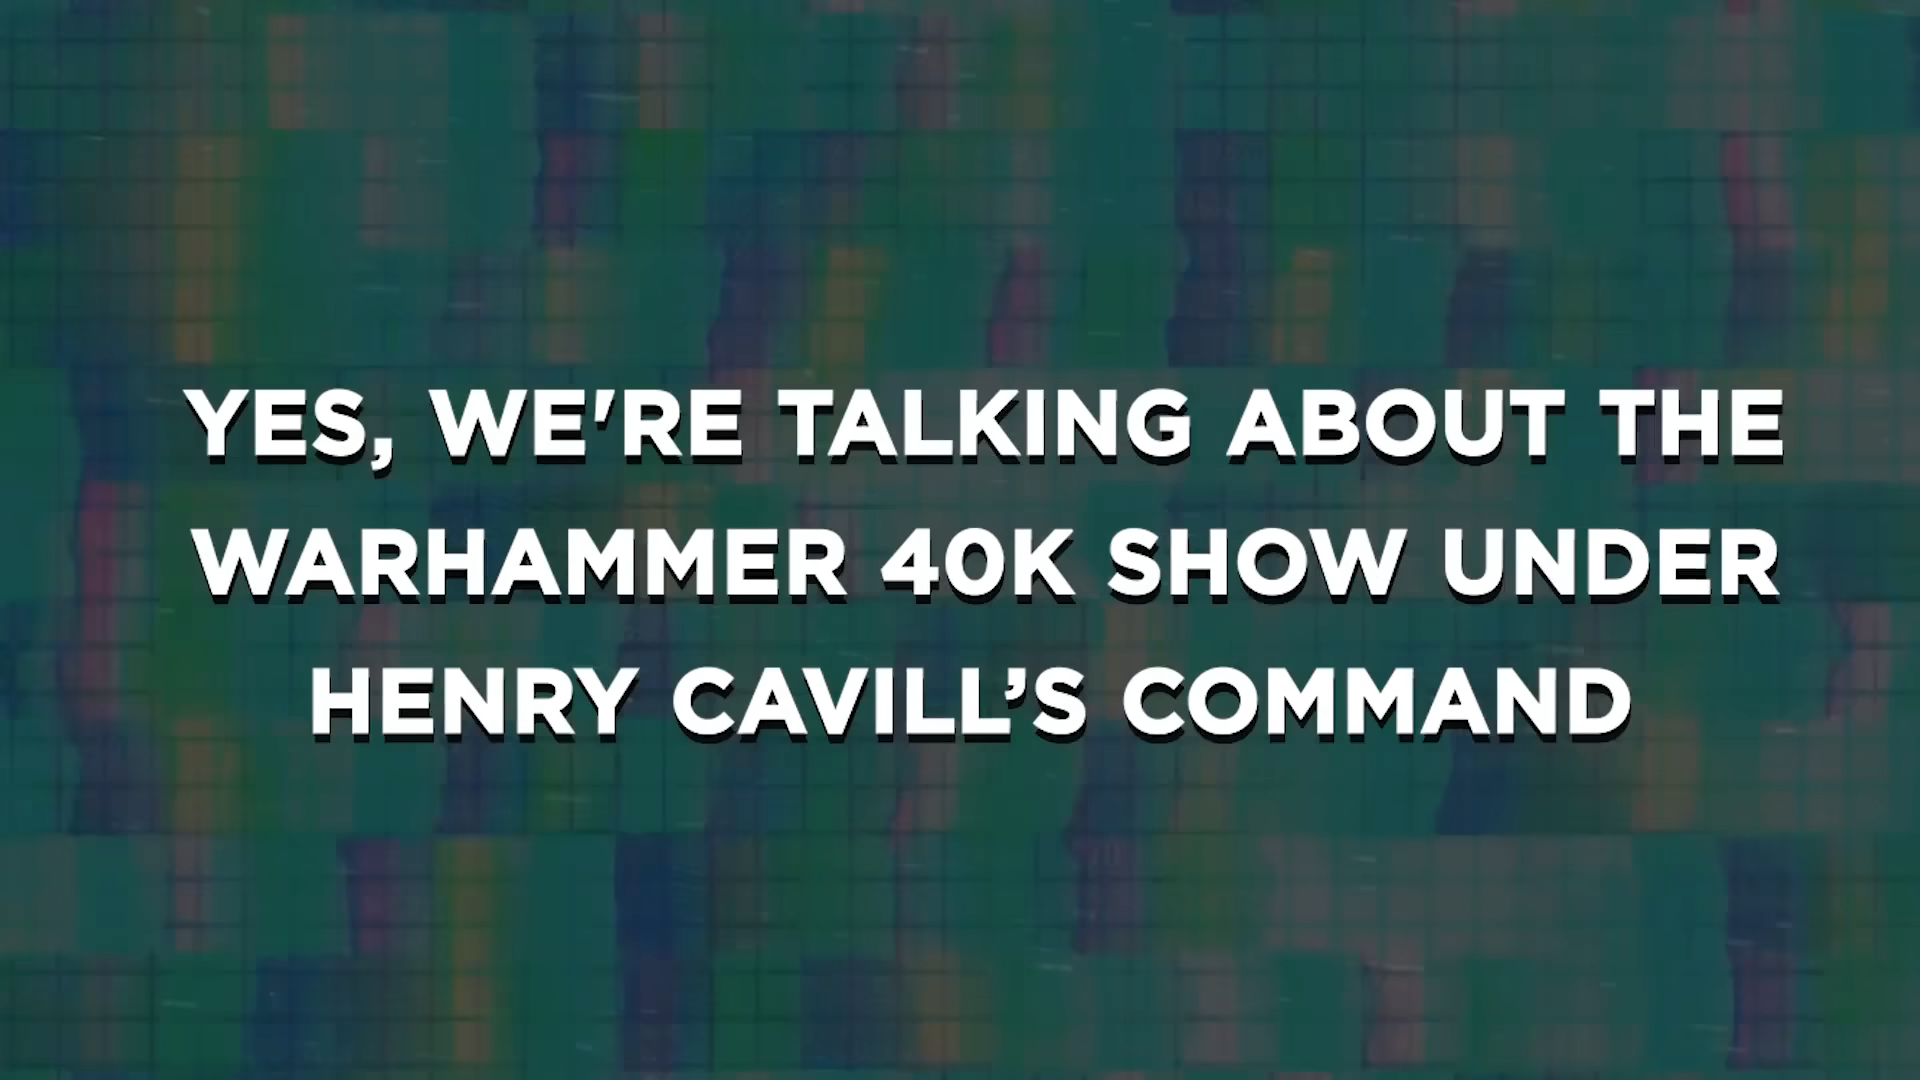 YES, WE'RE TALKING ABOUT THE
WARHAMMER 40K SHOW UNDER
HENRY CAVILL’S COMMAND